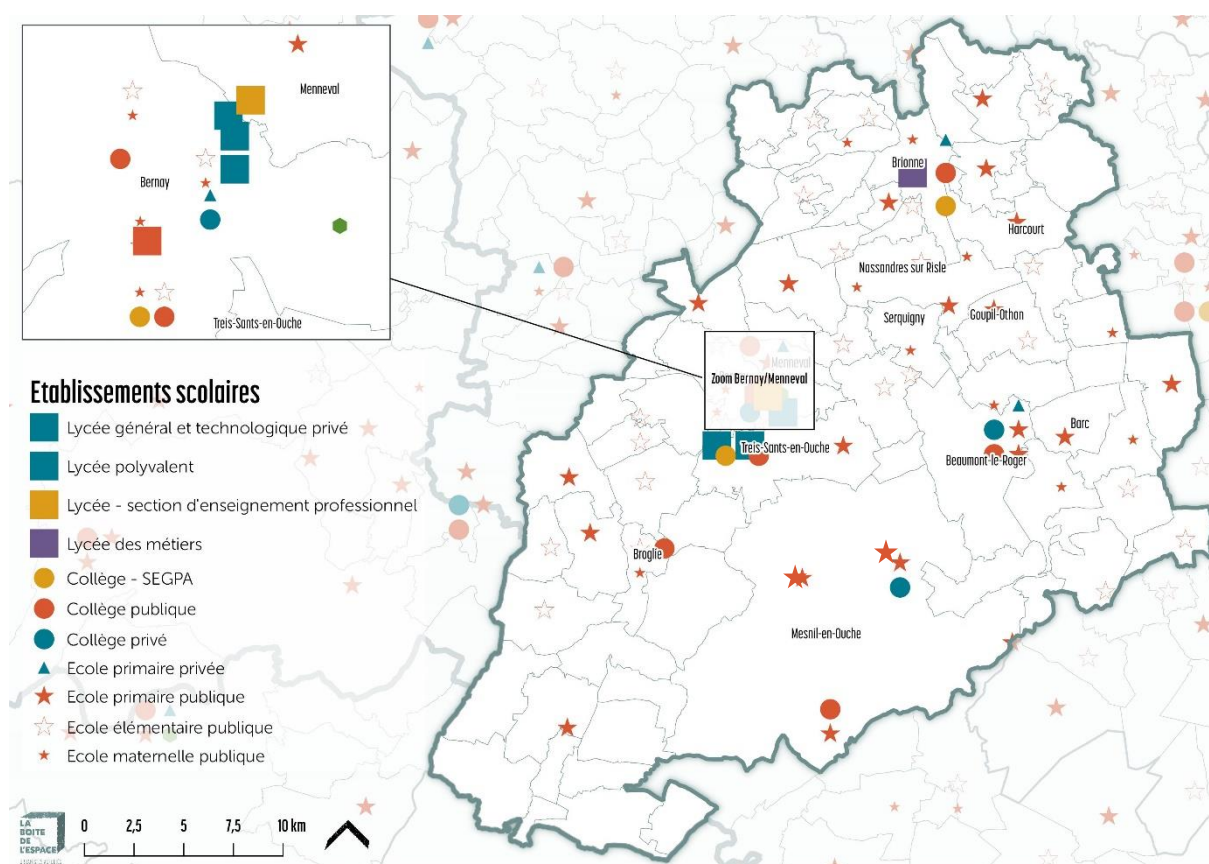 Menneval
Bernay
Treis-Sants-en-Ouche
Etablissements scolaires
Lycée général et technologique privé
Lycée polyvalent
Lycée - section d'enseignement professionnel
Lycée des métiers
Collège - SEGPA
Collège publique
Collège privé
Ecole primaire privée
Ecole primaire publique
Ecole élémentaire publique
Ecole maternelle publique
Brionne
Harcourt
Nassandres sur Risle
Serquigny
Goupil-Othon
Menneval
Zoom Bernay/Menneval
Treis-Sants-en-Ouche
Barc
Beaumont-le-Roger
Broglie
Mesnil-en-Ouche
LA
BOITE
DE
L'ESPACE
0 2,5 5 7,5 10 km